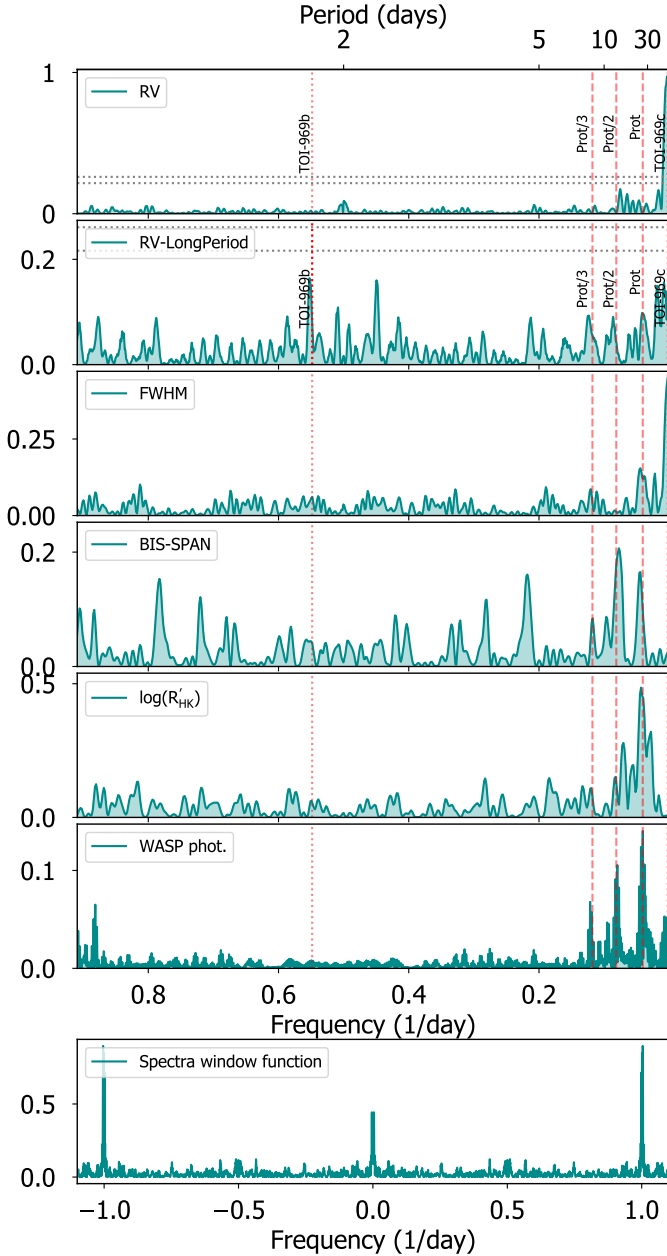 Period (days)
2 5 10 30
1
0
RV
TOI-969b
Prot/3
Prot/2
Prot
TOI-969c
0.2
0.0
RV-LongPeriod
TOI-969b
Prot/3
Prot/2
Prot
TOI-969c
0.25
0.00
FWHM
0.2
0.0
BIS-SPAN
0.5
0.0
log(R′HK)
0.1
0.0
WASP phot.
0.8 0.6 0.4 0.2
Frequency (1/day)
0.5
0.0
Spectra window function
−1.0 −0.5 0.0 0.5 1.0
Frequency (1/day)